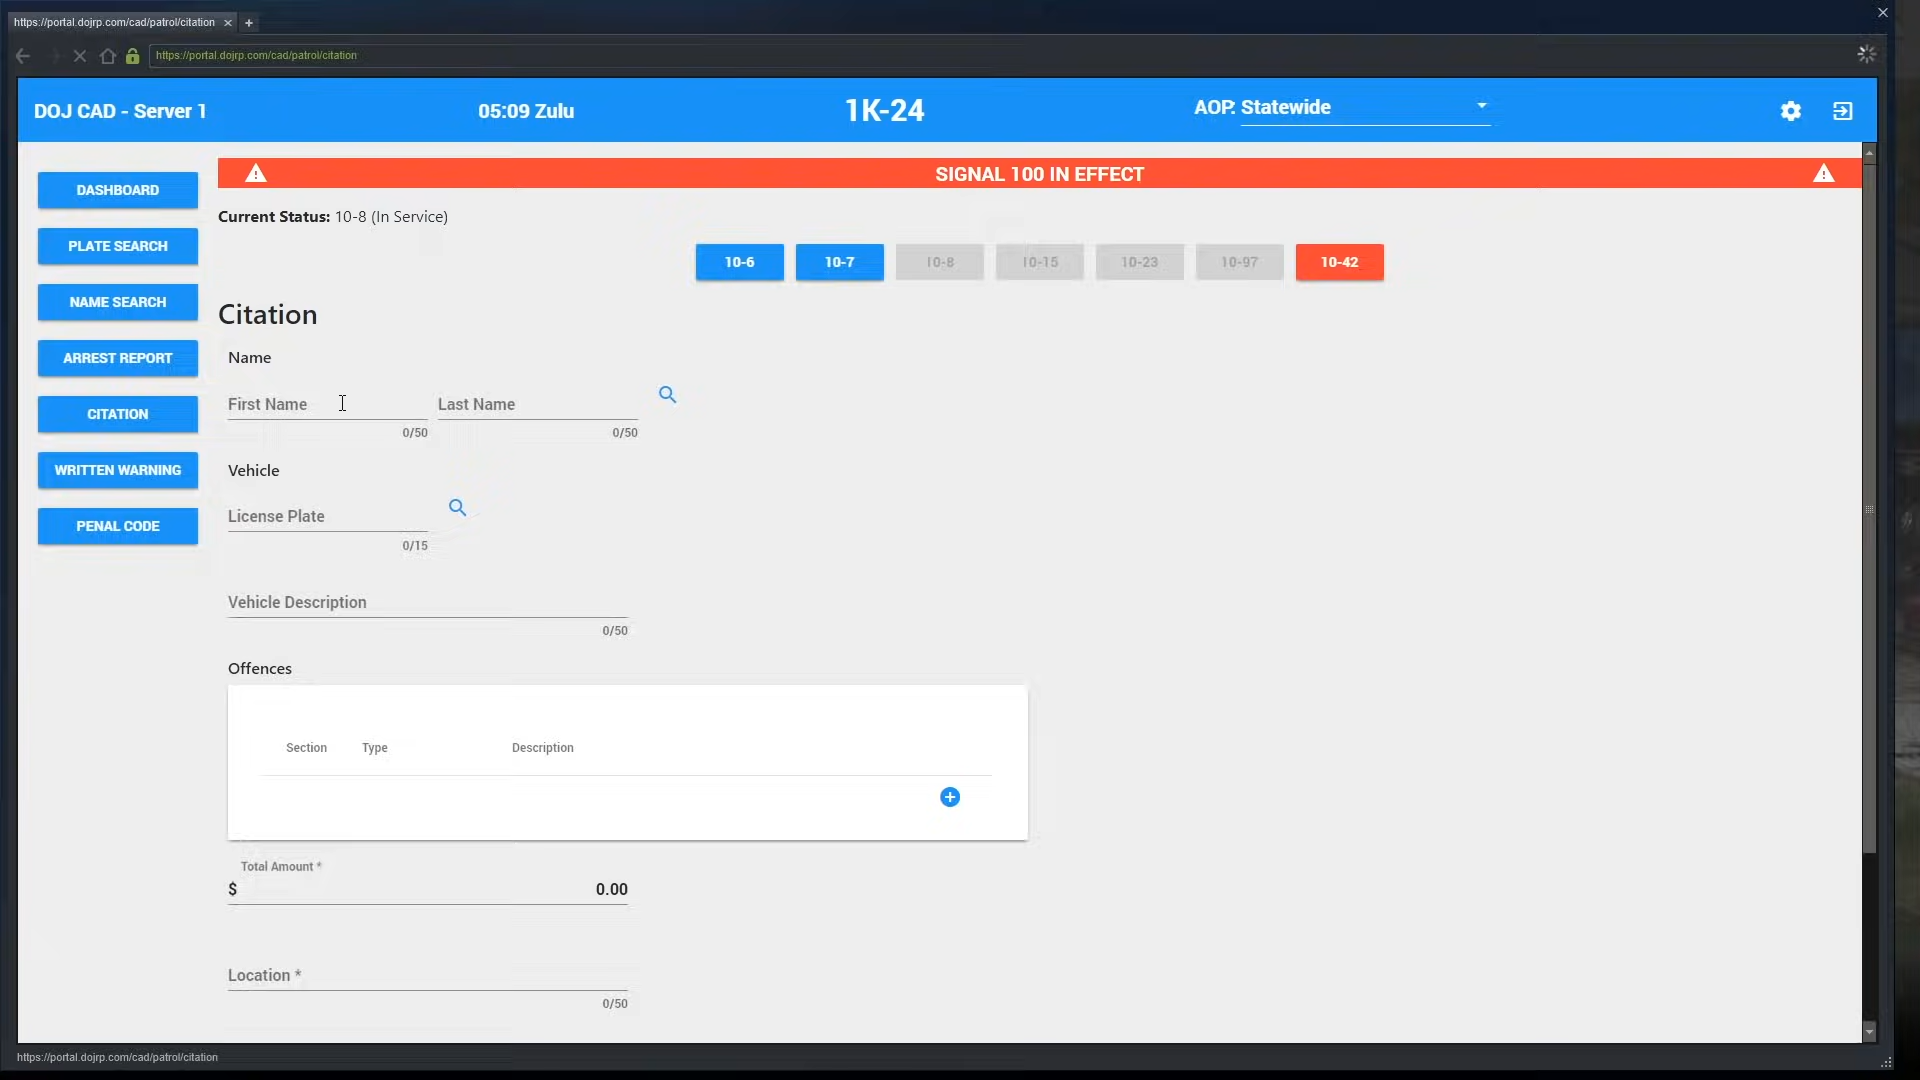 https://portal.dojrp.com/cad/patrol/citation
https://portal.dojrp.com/cad/patrol/citation
DOJ CAD - Server 1
05:09 Zulu
1K-24
AOP: Statewide
SIGNAL 100 IN EFFECT
Current Status: 10-8 (In Service)
10-6
10-7
10-8
10-15
10-23
10-97
10-42
DASHBOARD
PLATE SEARCH
NAME SEARCH
ARREST REPORT
CITATION
WRITTEN WARNING
PENAL CODE
Citation
Name
First Name
Last Name
0/50
0/50
Vehicle
License Plate
0/15
Vehicle Description
0/50
Offences
Section
Type
Description
Total Amount *
$
0.00
Location *
0/50
https://portal.dojrp.com/cad/patrol/citation